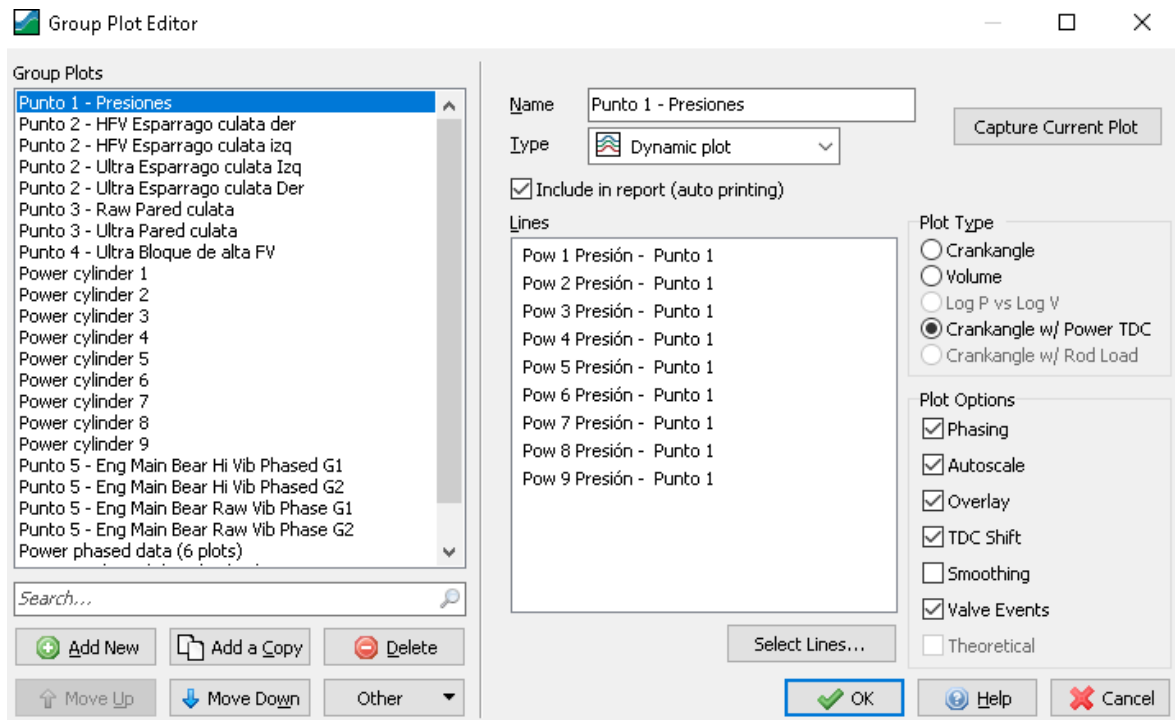 Group Plot Editor
Group Plots
Punto 1 - Presiones
Punto 2 - HFV Esparrago culata der
Punto 2 - HFV Esparrago culata izq
Punto 2 - Ultra Esparrago culata Izq
Punto 2 - Ultra Esparrago culata Der
Punto 3 - Raw Pared culata
Punto 3 - Ultra Pared culata
Punto 4 - Ultra Bloque de alta FV
Power cylinder 1
Power cylinder 2
Power cylinder 3
Power cylinder 4
Power cylinder 5
Power cylinder 6
Power cylinder 7
Power cylinder 8
Power cylinder 9
Punto 5 - Eng Main Bear Hi Vib Phased G1
Punto 5 - Eng Main Bear Hi Vib Phased G2
Punto 5 - Eng Main Bear Raw Vib Phase G1
Punto 5 - Eng Main Bear Raw Vib Phase G2
Power phased data (6 plots)
Search...
Add New
Add a Copy
Delete
Move Up
Move Down
Other
Name
Punto 1 - Presiones
Type
Dynamic plot
Capture Current Plot
Include in report (auto printing)
Lines
Pow 1 Presión - Punto 1
Pow 2 Presión - Punto 1
Pow 3 Presión - Punto 1
Pow 4 Presión - Punto 1
Pow 5 Presión - Punto 1
Pow 6 Presión - Punto 1
Pow 7 Presión - Punto 1
Pow 8 Presión - Punto 1
Pow 9 Presión - Punto 1
Select Lines...
Plot Type
Crankangle
Volume
Log P vs Log V
Crankangle w/ Power TDC
Crankangle w/ Rod Load
Plot Options
Phasing
Autoscale
Overlay
TDC Shift
Smoothing
Valve Events
Theoretical
OK
Help
Cancel